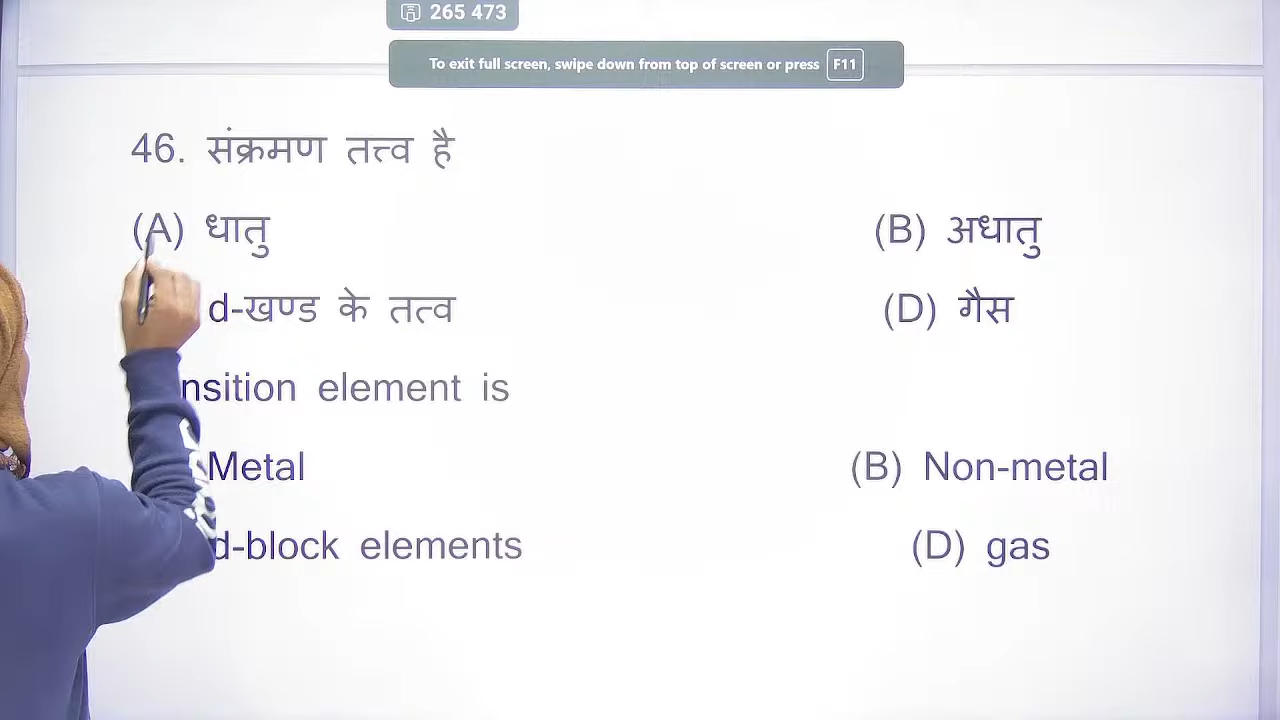 265 473
To exit full screen, swipe down from top of screen or press F11
46. संक्रमण तत्त्व है
(A) धातु (B) अधातु
d-खण्ड के तत्व (D) गैस
nsition element is
Metal (B) Non-metal
d-block elements (D) gas